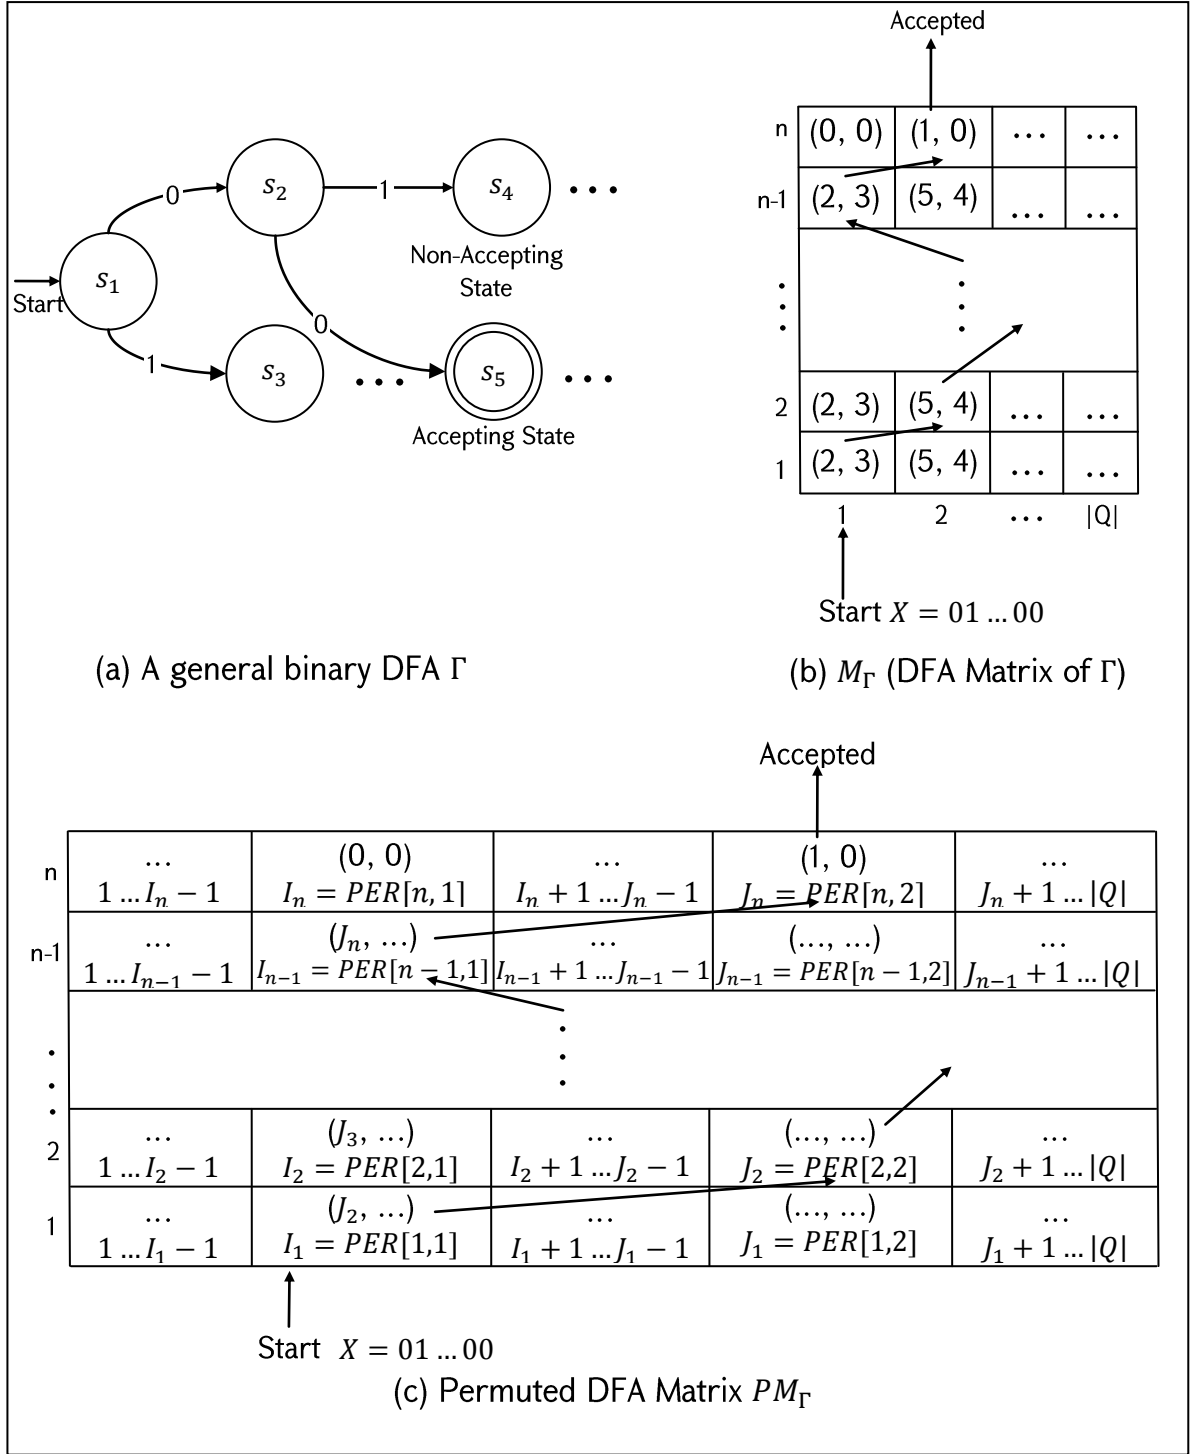 Accepted
n (0, 0) (1, 0) ... ...
n-1 (2, 3) (5, 4) ... ...
2 (2, 3) (5, 4) ... ...
1 (2, 3) (5, 4) ... ...
1 2 ... |Q|
Start X = 01 … 00
0 s₂ 1 s₄ ...
Start s₁
Non-Accepting
State
0
1 s₃ ... s₅ ...
Accepting State
(a) A general binary DFA Γ
(b) M_Γ (DFA Matrix of Γ)
Accepted
n
... (0, 0) ... (1, 0) ...
1 … Iₙ − 1 Iₙ = PER[n, 1] Iₙ + 1 … Jₙ − 1 Jₙ = PER[n, 2] Jₙ + 1 … |Q|
n-1
... (Jₙ, …) ... (…, …) ...
1 … Iₙ₋₁ − 1 Iₙ₋₁ = PER[n − 1,1] Iₙ₋₁ + 1 … Jₙ₋₁ − 1 Jₙ₋₁ = PER[n − 1,2] Jₙ₋₁ + 1 … |Q|
2
... (J₃, …) ... (…, …) ...
1 … I₂ − 1 I₂ = PER[2,1] I₂ + 1 … J₂ − 1 J₂ = PER[2,2] J₂ + 1 … |Q|
1
... (J₂, …) ... (…, …) ...
1 … I₁ − 1 I₁ = PER[1,1] I₁ + 1 … J₁ − 1 J₁ = PER[1,2] J₁ + 1 … |Q|
Start X = 01 … 00
(c) Permuted DFA Matrix PM_Γ